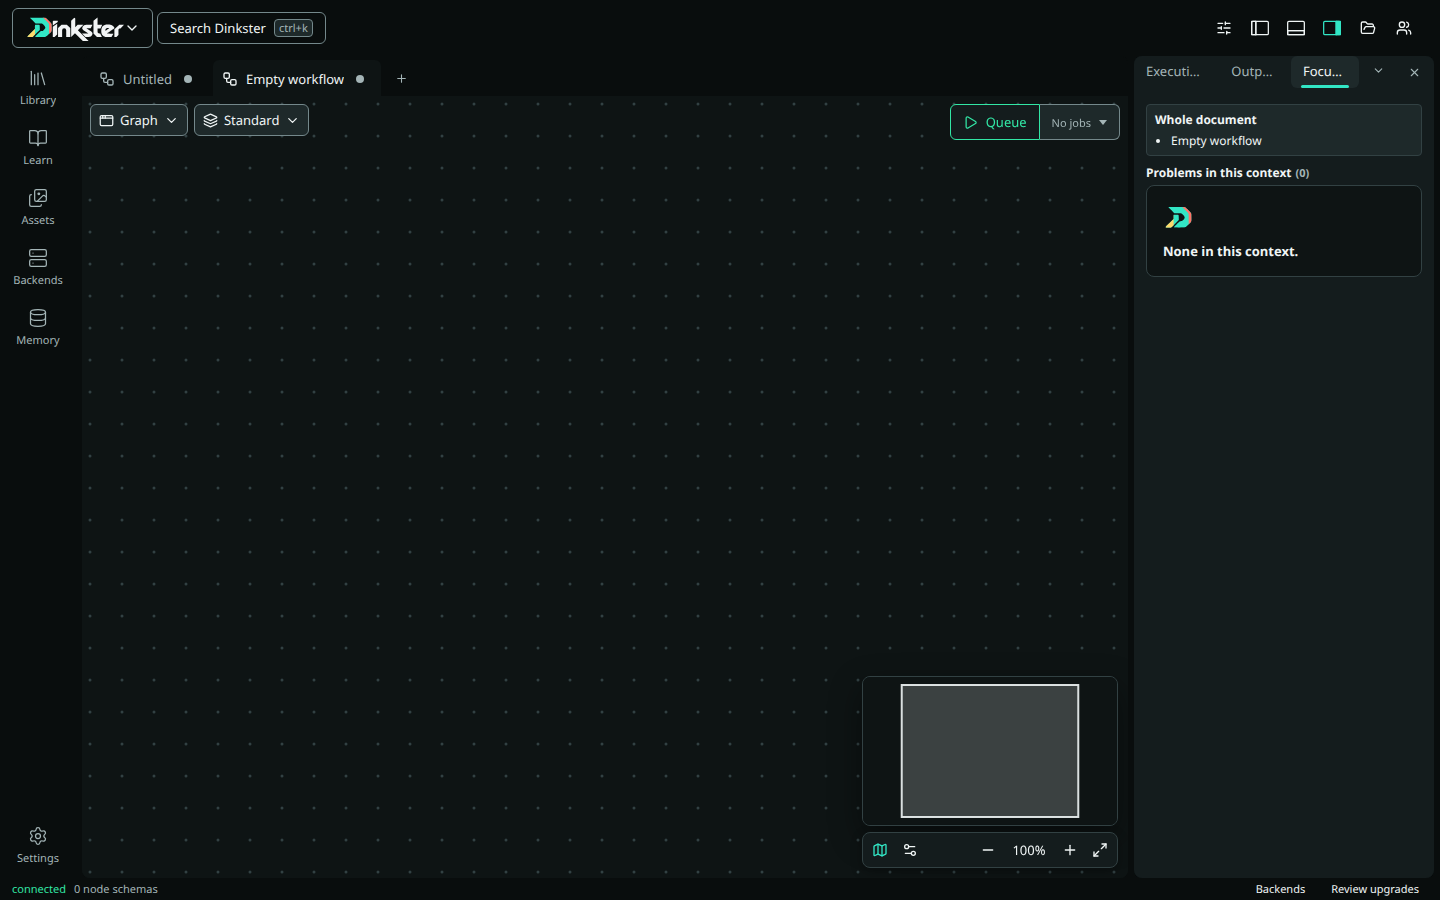 Dinkster
Search Dinkster ctrl+k
Library
Learn
Assets
Backends
Memory
Settings
Untitled
Empty workflow
Graph
Standard
Queue
No jobs
100%
Executi...
Outp...
Focu...
Whole document
• Empty workflow
Problems in this context (0)
None in this context.
connected 0 node schemas
Backends
Review upgrades